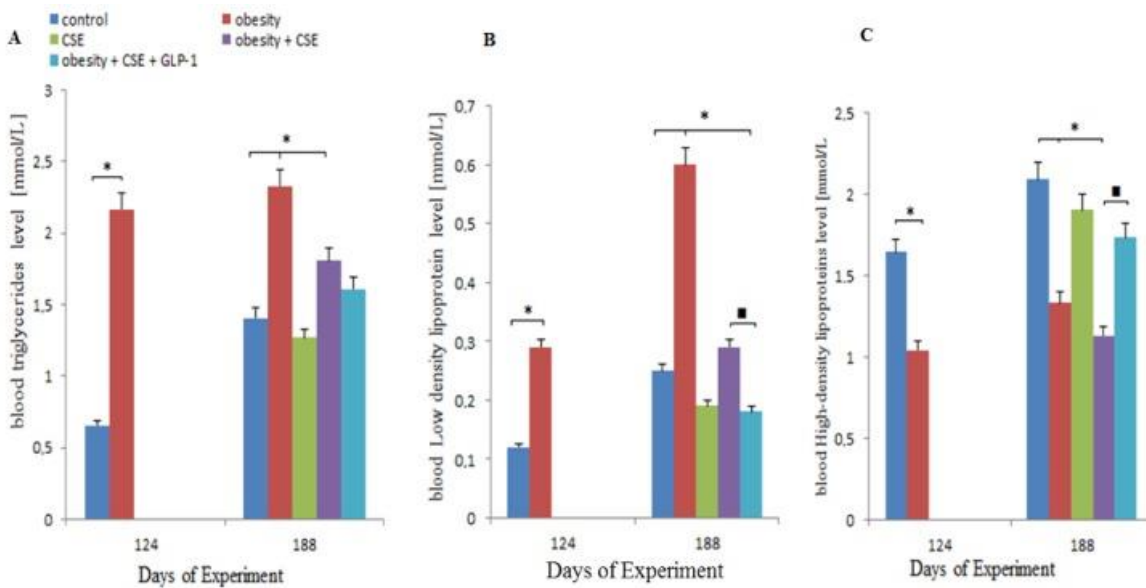 A
control
obesity
CSE
obesity + CSE
obesity + CSE + GLP-1
blood triglycerides level [mmol/L]
3
2.5
2
1.5
1
0,5
0
*
*
124
188
Days of Experiment
B
blood Low density lipoprotein level [mmol/L]
0,7
0,6
0,5
0,4
0,3
0,2
0,1
0
*
*
■
124
188
Days of Experiment
C
blood High-density lipoproteins level [mmol/L
2.5
2
1.5
1
0.5
0
*
*
■
124
188
Days of Experiment